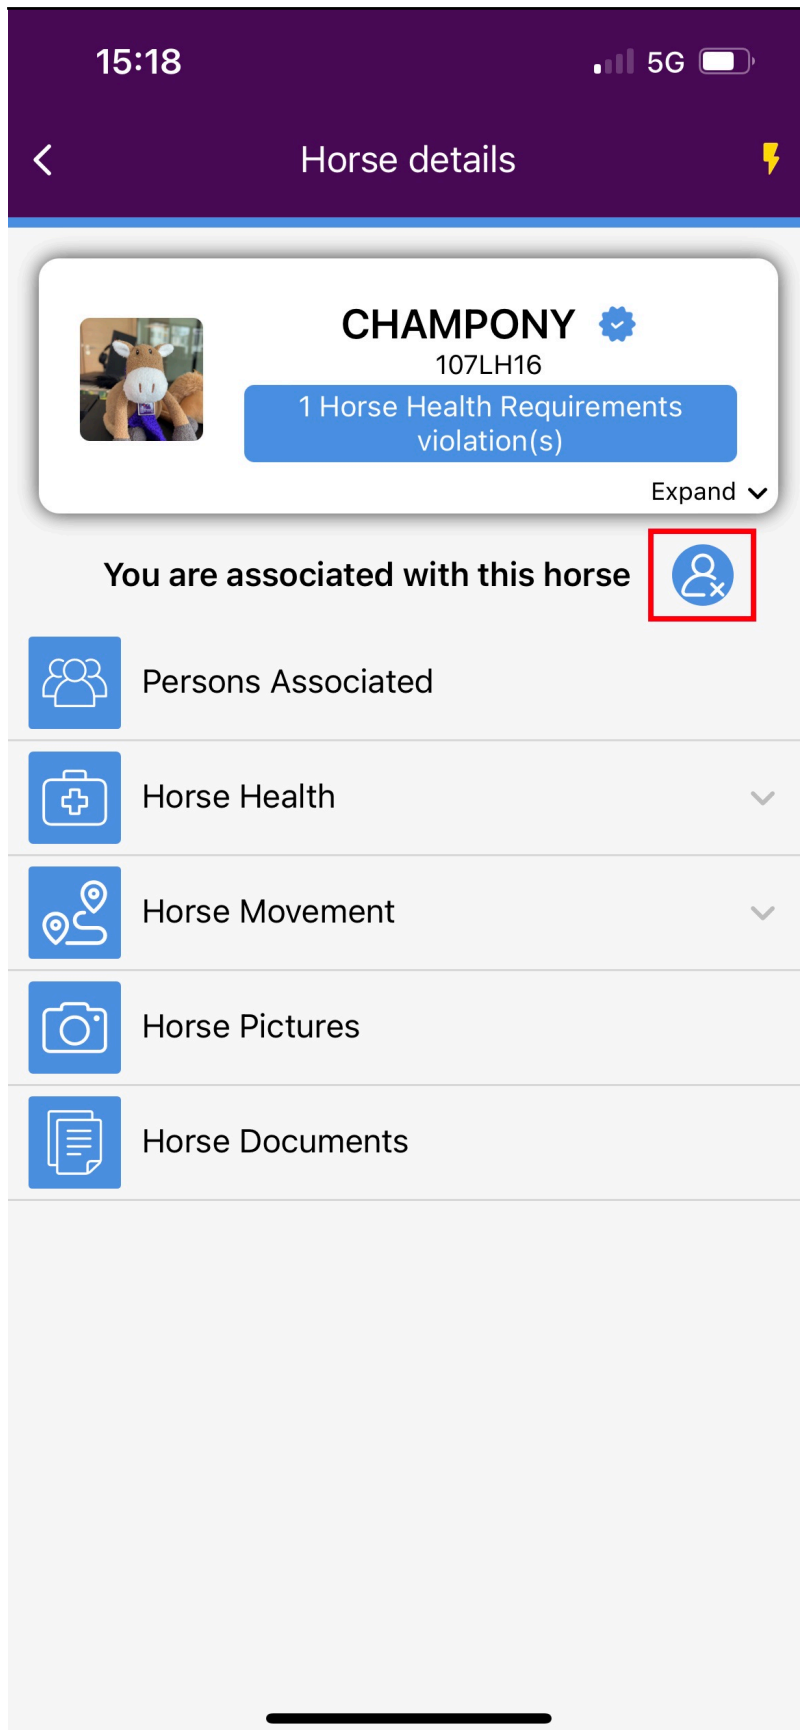 15:18
5G
Horse details
CHAMPONY
107LH16
1 Horse Health Requirements
violation(s)
Expand
You are associated with this horse
Persons Associated
Horse Health
Horse Movement
Horse Pictures
Horse Documents